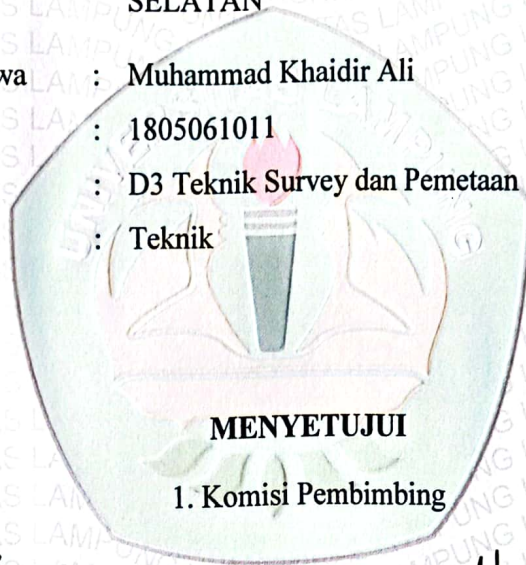 SELATAN
wa : Muhammad Khaidir Ali
: 1805061011
: D3 Teknik Survey dan Pemetaan
: Teknik
MENYETUJUI
1. Komisi Pembimbing